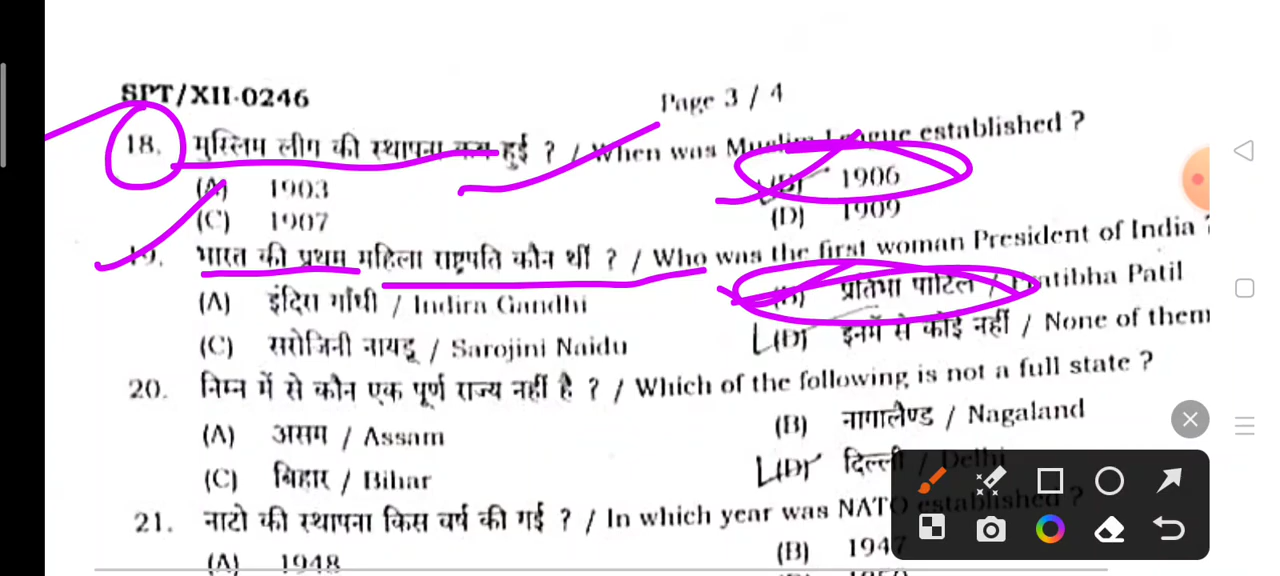 SPT/XII-0246
Page 3 / 4
18. मुस्लिम लीग की स्थापना कब हुई ? / When was Muslim League established ?
(A) 1903 (B) 1906
(C) 1907 (D) 1909
19. भारत की प्रथम महिला राष्ट्रपति कौन थीं ? / Who was the first woman President of India ?
(A) इंदिरा गाँधी / Indira Gandhi (B) प्रतिभा पाटिल / Pratibha Patil
(C) सरोजिनी नायडू / Sarojini Naidu (D) इनमें से कोई नहीं / None of them
20. निम्न में से कौन एक पूर्ण राज्य नहीं है ? / Which of the following is not a full state ?
(A) असम / Assam (B) नागालैण्ड / Nagaland
(C) बिहार / Bihar (D) दिल्ली / Delhi
21. नाटो की स्थापना किस वर्ष की गई ? / In which year was NATO established ?
(A) 1948 (B) 1947